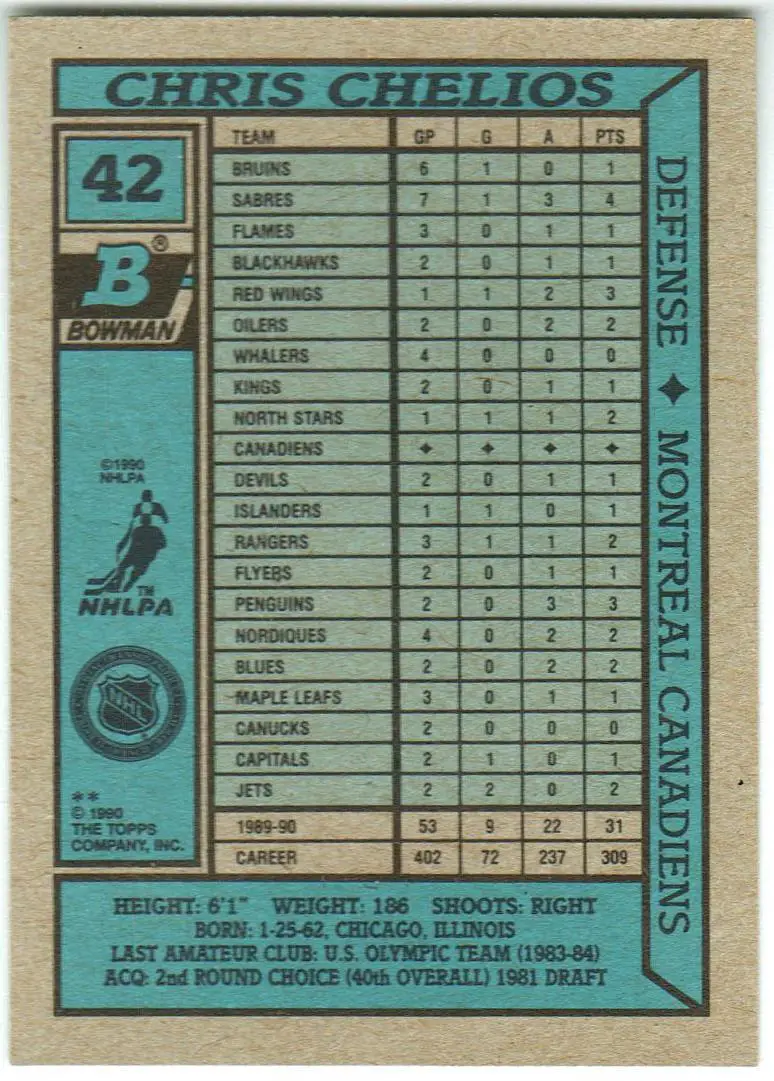 CHRIS CHELIOS
42
B®
BOWMAN
©1990
NHLPA
TM
NHLPA
NHL
**
© 1990
THE TOPPS
COMPANY, INC.
TEAM GP G A PTS
BRUINS 6 1 0 1
SABRES 7 1 3 4
FLAMES 3 0 1 1
BLACKHAWKS 2 0 1 1
RED WINGS 1 1 2 3
OILERS 2 0 2 2
WHALERS 4 0 0 0
KINGS 2 0 1 1
NORTH STARS 1 1 1 2
CANADIENS ✦ ✦ ✦ ✦
DEVILS 2 0 1 1
ISLANDERS 1 1 0 1
RANGERS 3 1 1 2
FLYERS 2 0 1 1
PENGUINS 2 0 3 3
NORDIQUES 4 0 2 2
BLUES 2 0 2 2
MAPLE LEAFS 3 0 1 1
CANUCKS 2 0 0 0
CAPITALS 2 1 0 1
JETS 2 2 0 2
1989-90 53 9 22 31
CAREER 402 72 237 309
DEFENSE ✦ MONTREAL CANADIENS
HEIGHT: 6'1" WEIGHT: 186 SHOOTS: RIGHT
BORN: 1-25-62, CHICAGO, ILLINOIS
LAST AMATEUR CLUB: U.S. OLYMPIC TEAM (1983-84)
ACQ: 2nd ROUND CHOICE (40th OVERALL) 1981 DRAFT